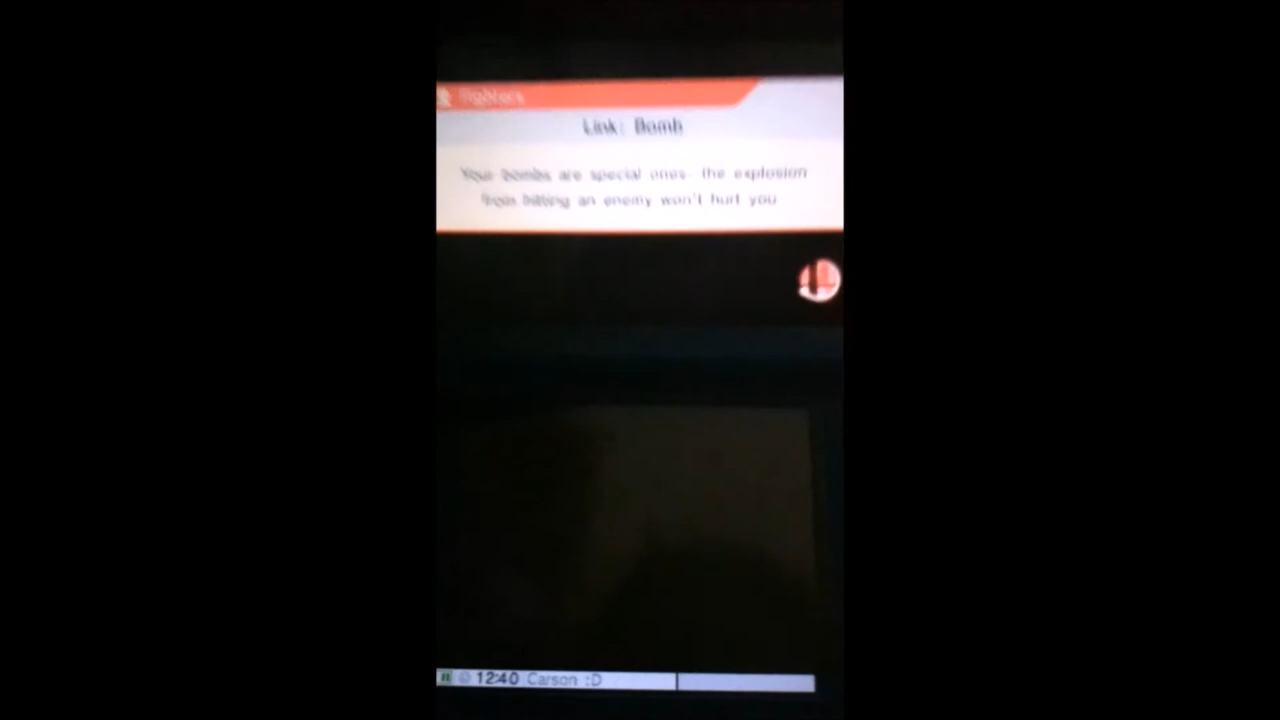 Fighters
Link: Bomb
Your bombs are special ones- the explosion
from hitting an enemy won't hurt you
12:40 Carson :D